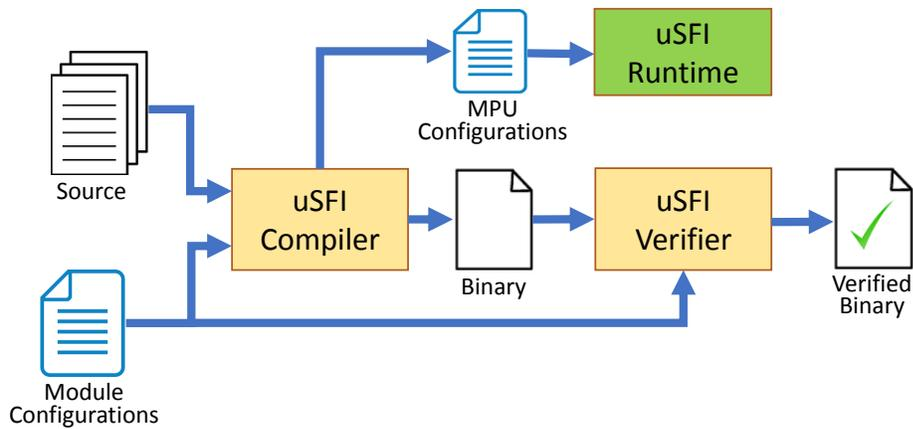 uSFI
Runtime
MPU
Configurations
Source
uSFI
Compiler
Binary
uSFI
Verifier
Verified
Binary
Module
Configurations